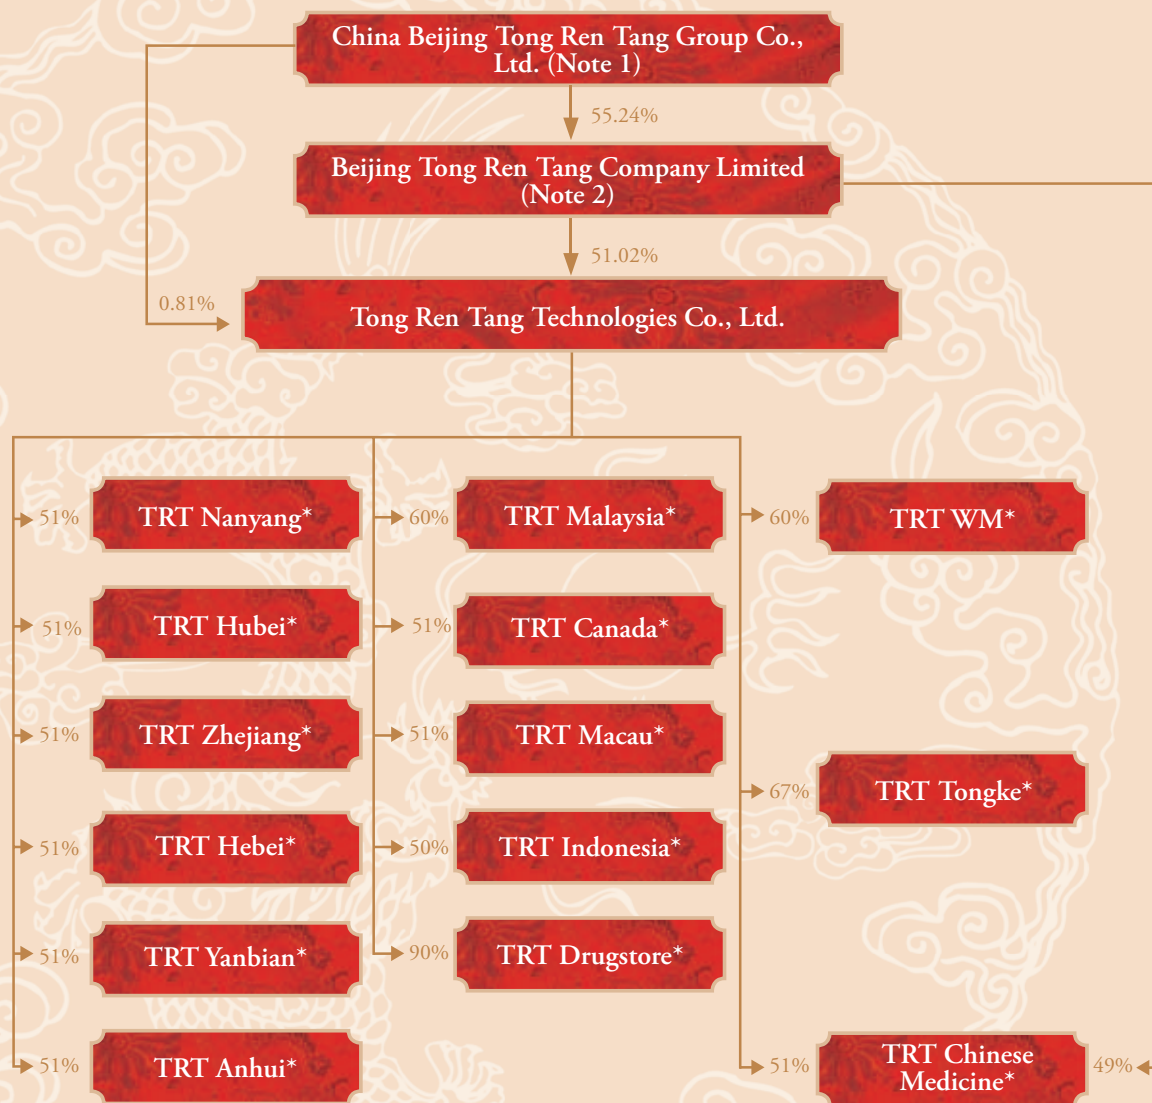 China Beijing Tong Ren Tang Group Co.,
Ltd. (Note 1)
55.24%
Beijing Tong Ren Tang Company Limited
(Note 2)
51.02%
0.81%
Tong Ren Tang Technologies Co., Ltd.
51%
TRT Nanyang*
51%
TRT Hubei*
51%
TRT Zhejiang*
51%
TRT Hebei*
51%
TRT Yanbian*
51%
TRT Anhui*
60%
TRT Malaysia*
51%
TRT Canada*
51%
TRT Macau*
50%
TRT Indonesia*
90%
TRT Drugstore*
60%
TRT WM*
67%
TRT Tongke*
51%
TRT Chinese
Medicine*
49%